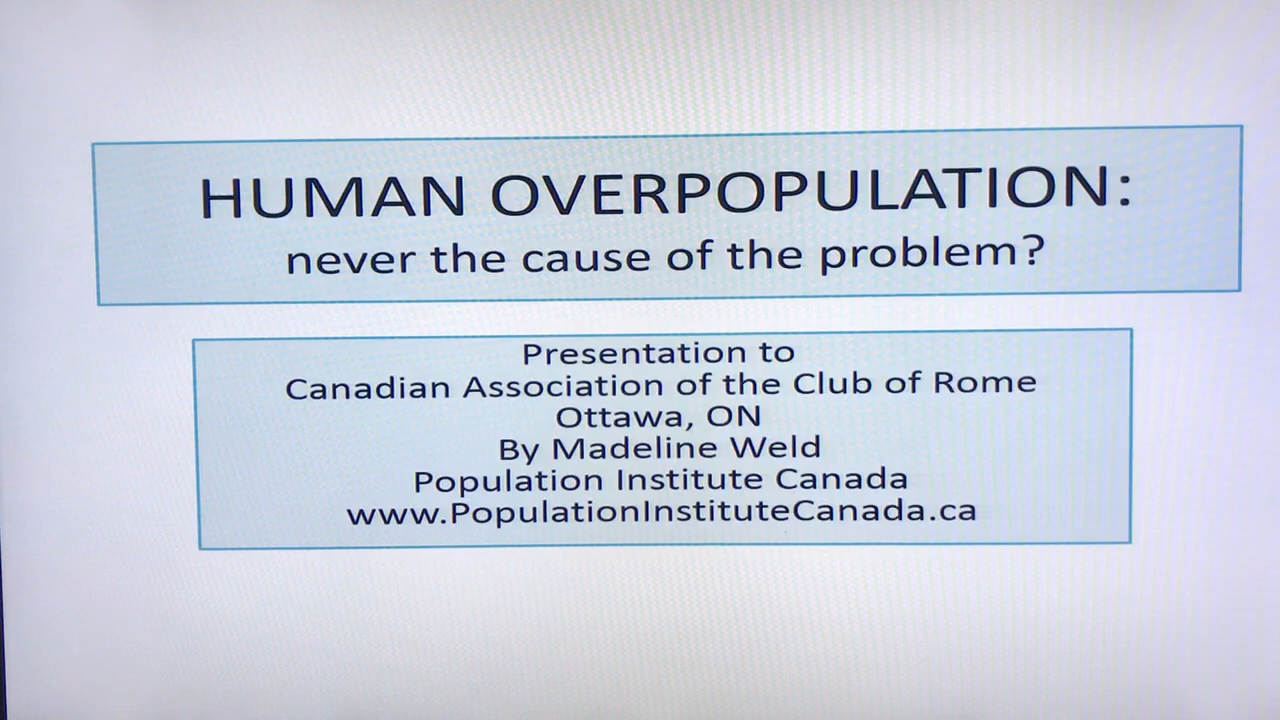 HUMAN OVERPOPULATION:
never the cause of the problem?
Presentation to
Canadian Association of the Club of Rome
Ottawa, ON
By Madeline Weld
Population Institute Canada
www.PopulationInstituteCanada.ca